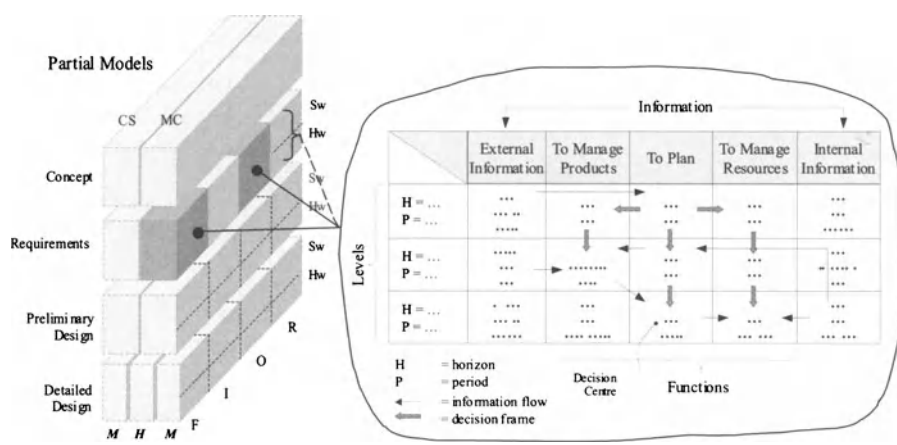 Partial Models
CS MC
Sw
Hw
Sw
Hw
Sw
Hw
Concept
Requirements
Preliminary
Design
Detailed
Design
M H M
F
I
O
R
Information
External
Information
To Manage
Products
To Plan
To Manage
Resources
Internal
Information
Levels
H = ...
P = ...
H = ...
P = ...
H = ...
P = ...
H = horizon
P = period
= information flow
= decision frame
Decision
Centre
Functions